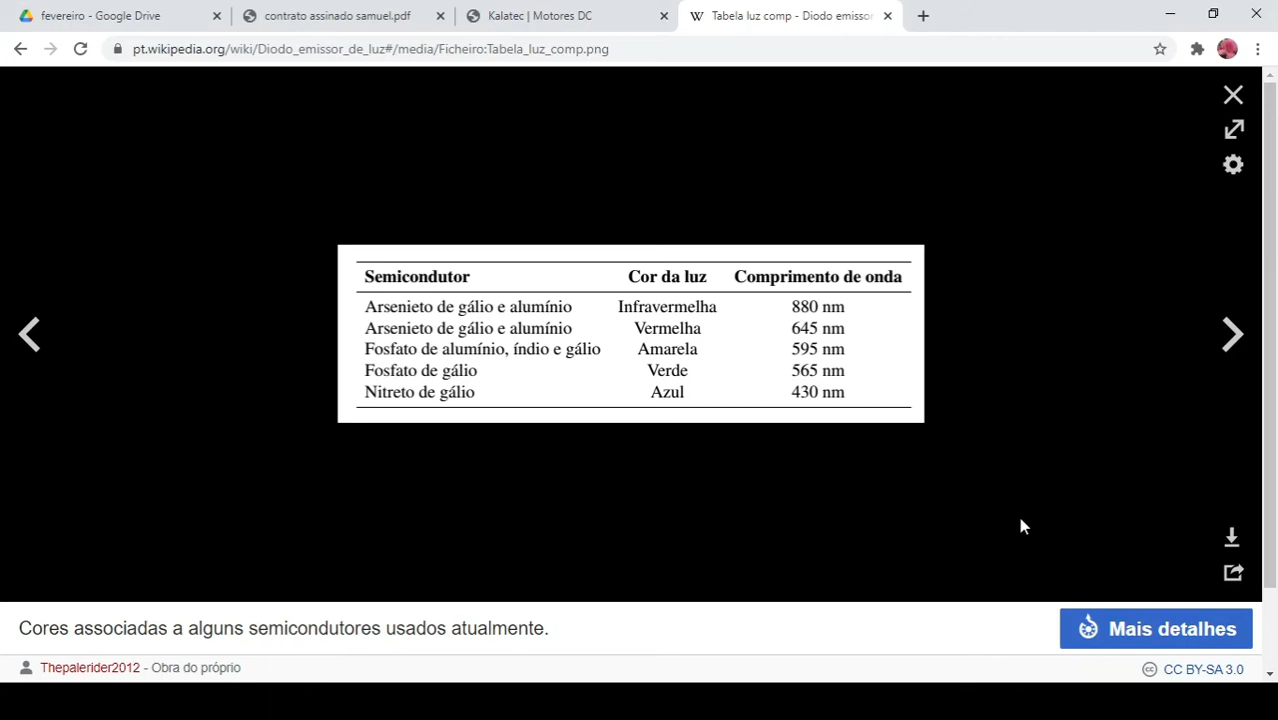 fevereiro - Google Drive
contrato assinado samuel.pdf
Kalatec | Motores DC
Tabela luz comp - Diodo emissor
pt.wikipedia.org/wiki/Diodo_emissor_de_luz#/media/Ficheiro:Tabela_luz_comp.png
Semicondutor Cor da luz Comprimento de onda
Arsenieto de gálio e alumínio Infravermelha 880 nm
Arsenieto de gálio e alumínio Vermelha 645 nm
Fosfato de alumínio, índio e gálio Amarela 595 nm
Fosfato de gálio Verde 565 nm
Nitreto de gálio Azul 430 nm
Cores associadas a alguns semicondutores usados atualmente.
Mais detalhes
Thepalerider2012 - Obra do próprio
CC BY-SA 3.0